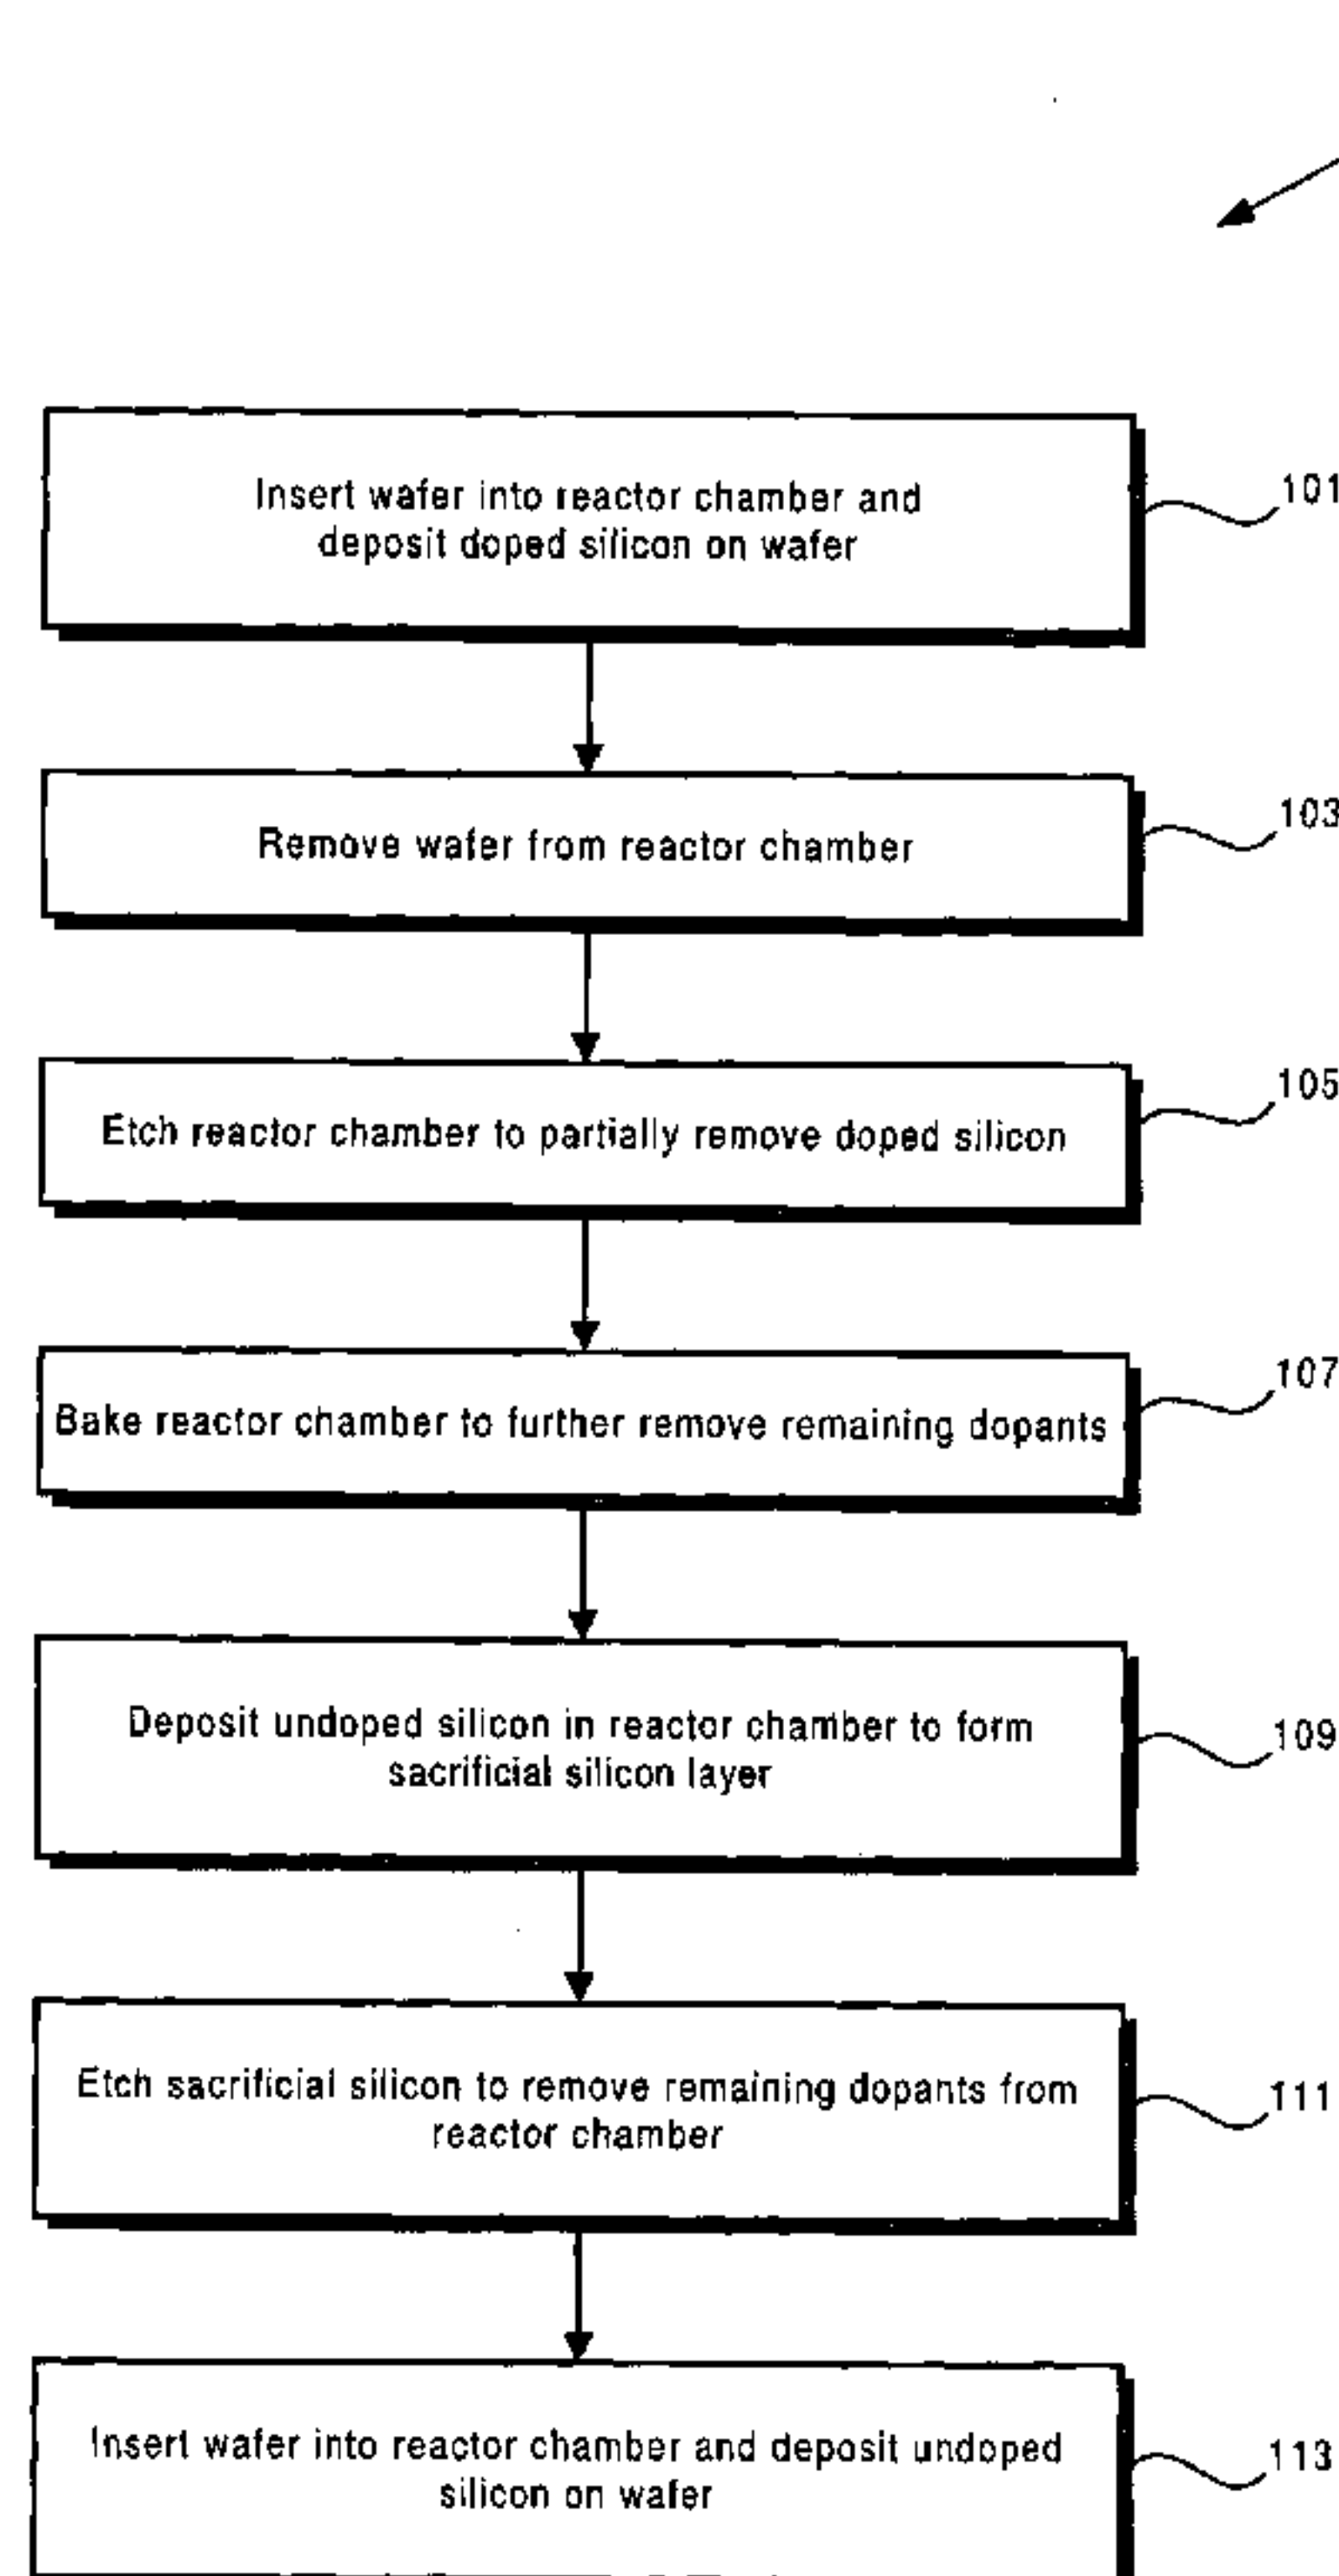 Insert wafer into reactor chamber and
deposit doped silicon on wafer
101
Remove wafer from reactor chamber
103
Etch reactor chamber to partially remove doped silicon
105
Bake reactor chamber to further remove remaining dopants
107
Deposit undoped silicon in reactor chamber to form
sacrificial silicon layer
109
Etch sacrificial silicon to remove remaining dopants from
reactor chamber
111
Insert wafer into reactor chamber and deposit undoped
silicon on wafer
113